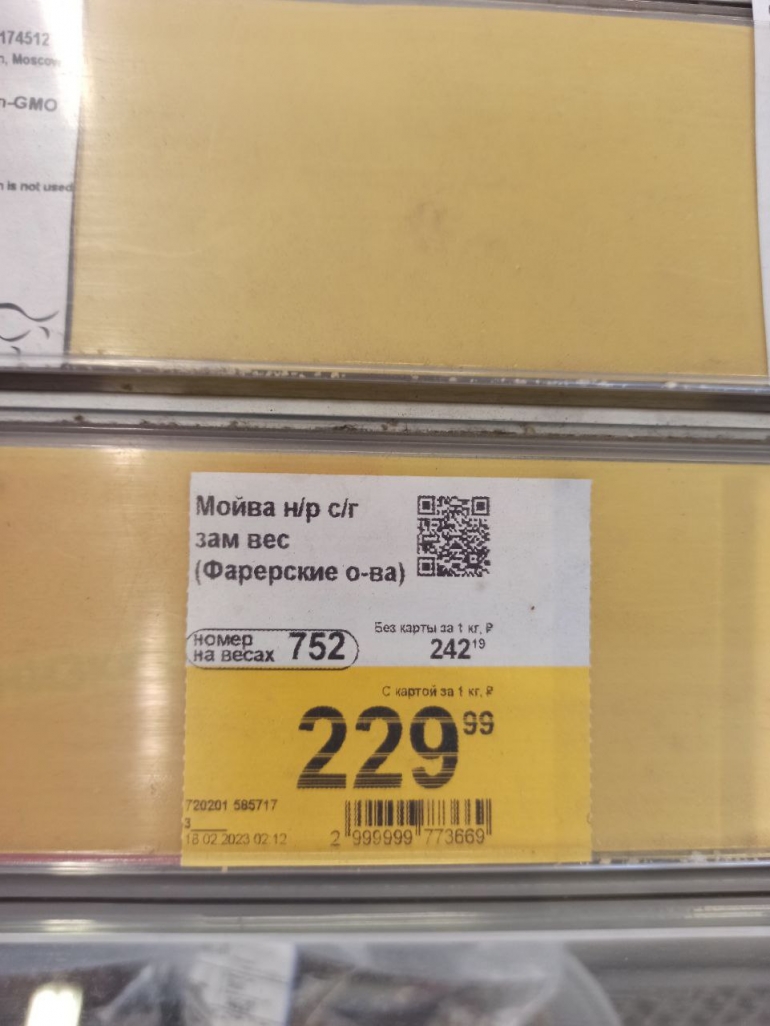 174512
n, Moscow
n-GMO
n is not used
Мойва н/р с/г
зам вес
(Фарерские о-ва)
номер
на весах 752
Без карты за 1 кг, ₽
242 19
С картой за 1 кг, ₽
229 99
720201 585717
3
18.02.2023 02:12
2 999999 773669